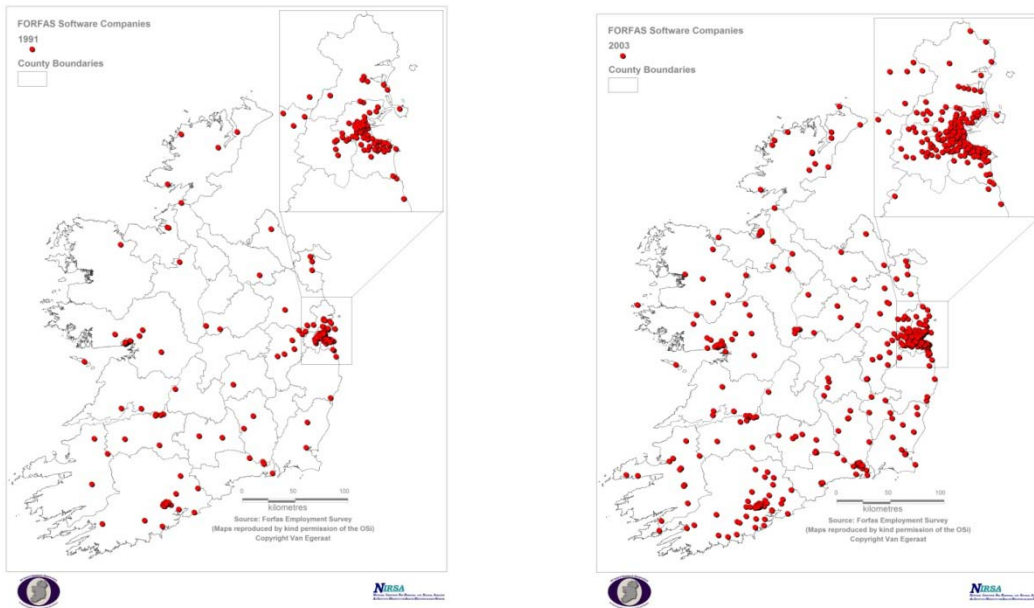 FORFAS Software Companies
1991
County Boundaries
0 50 100
kilometres
Source: Forfas Employment Survey
(Maps reproduced by kind permission of the OSi)
Copyright Van Egeraat
NIRSA
FORFAS Software Companies
2003
County Boundaries
0 50 100
kilometres
Source: Forfas Employment Survey
(Maps reproduced by kind permission of the OSi)
Copyright Van Egeraat
NIRSA